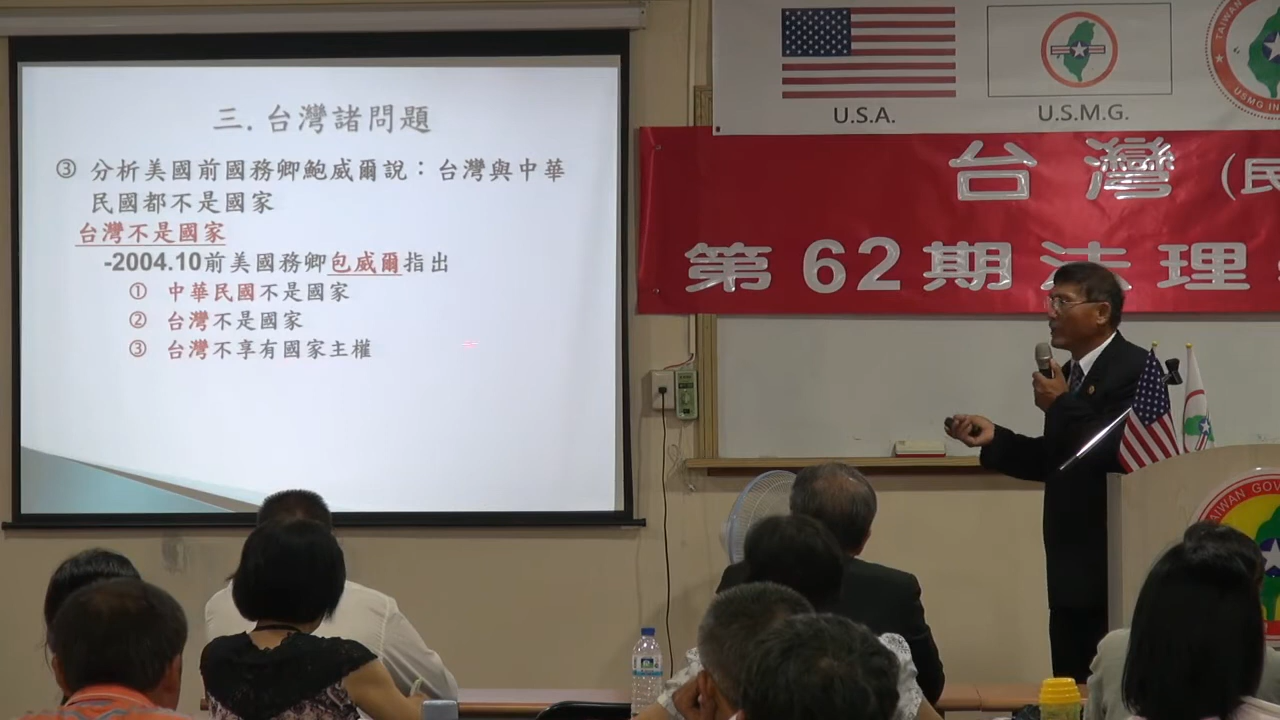 三. 台灣諸問題
③ 分析美國前國務卿鮑威爾說：台灣與中華
民國都不是國家
台灣不是國家
-2004.10前美國務卿包威爾指出
① 中華民國不是國家
② 台灣不是國家
③ 台灣不享有國家主權
U.S.A.
U.S.M.G.
台灣（民
第62期法理
TAIWAN GOV